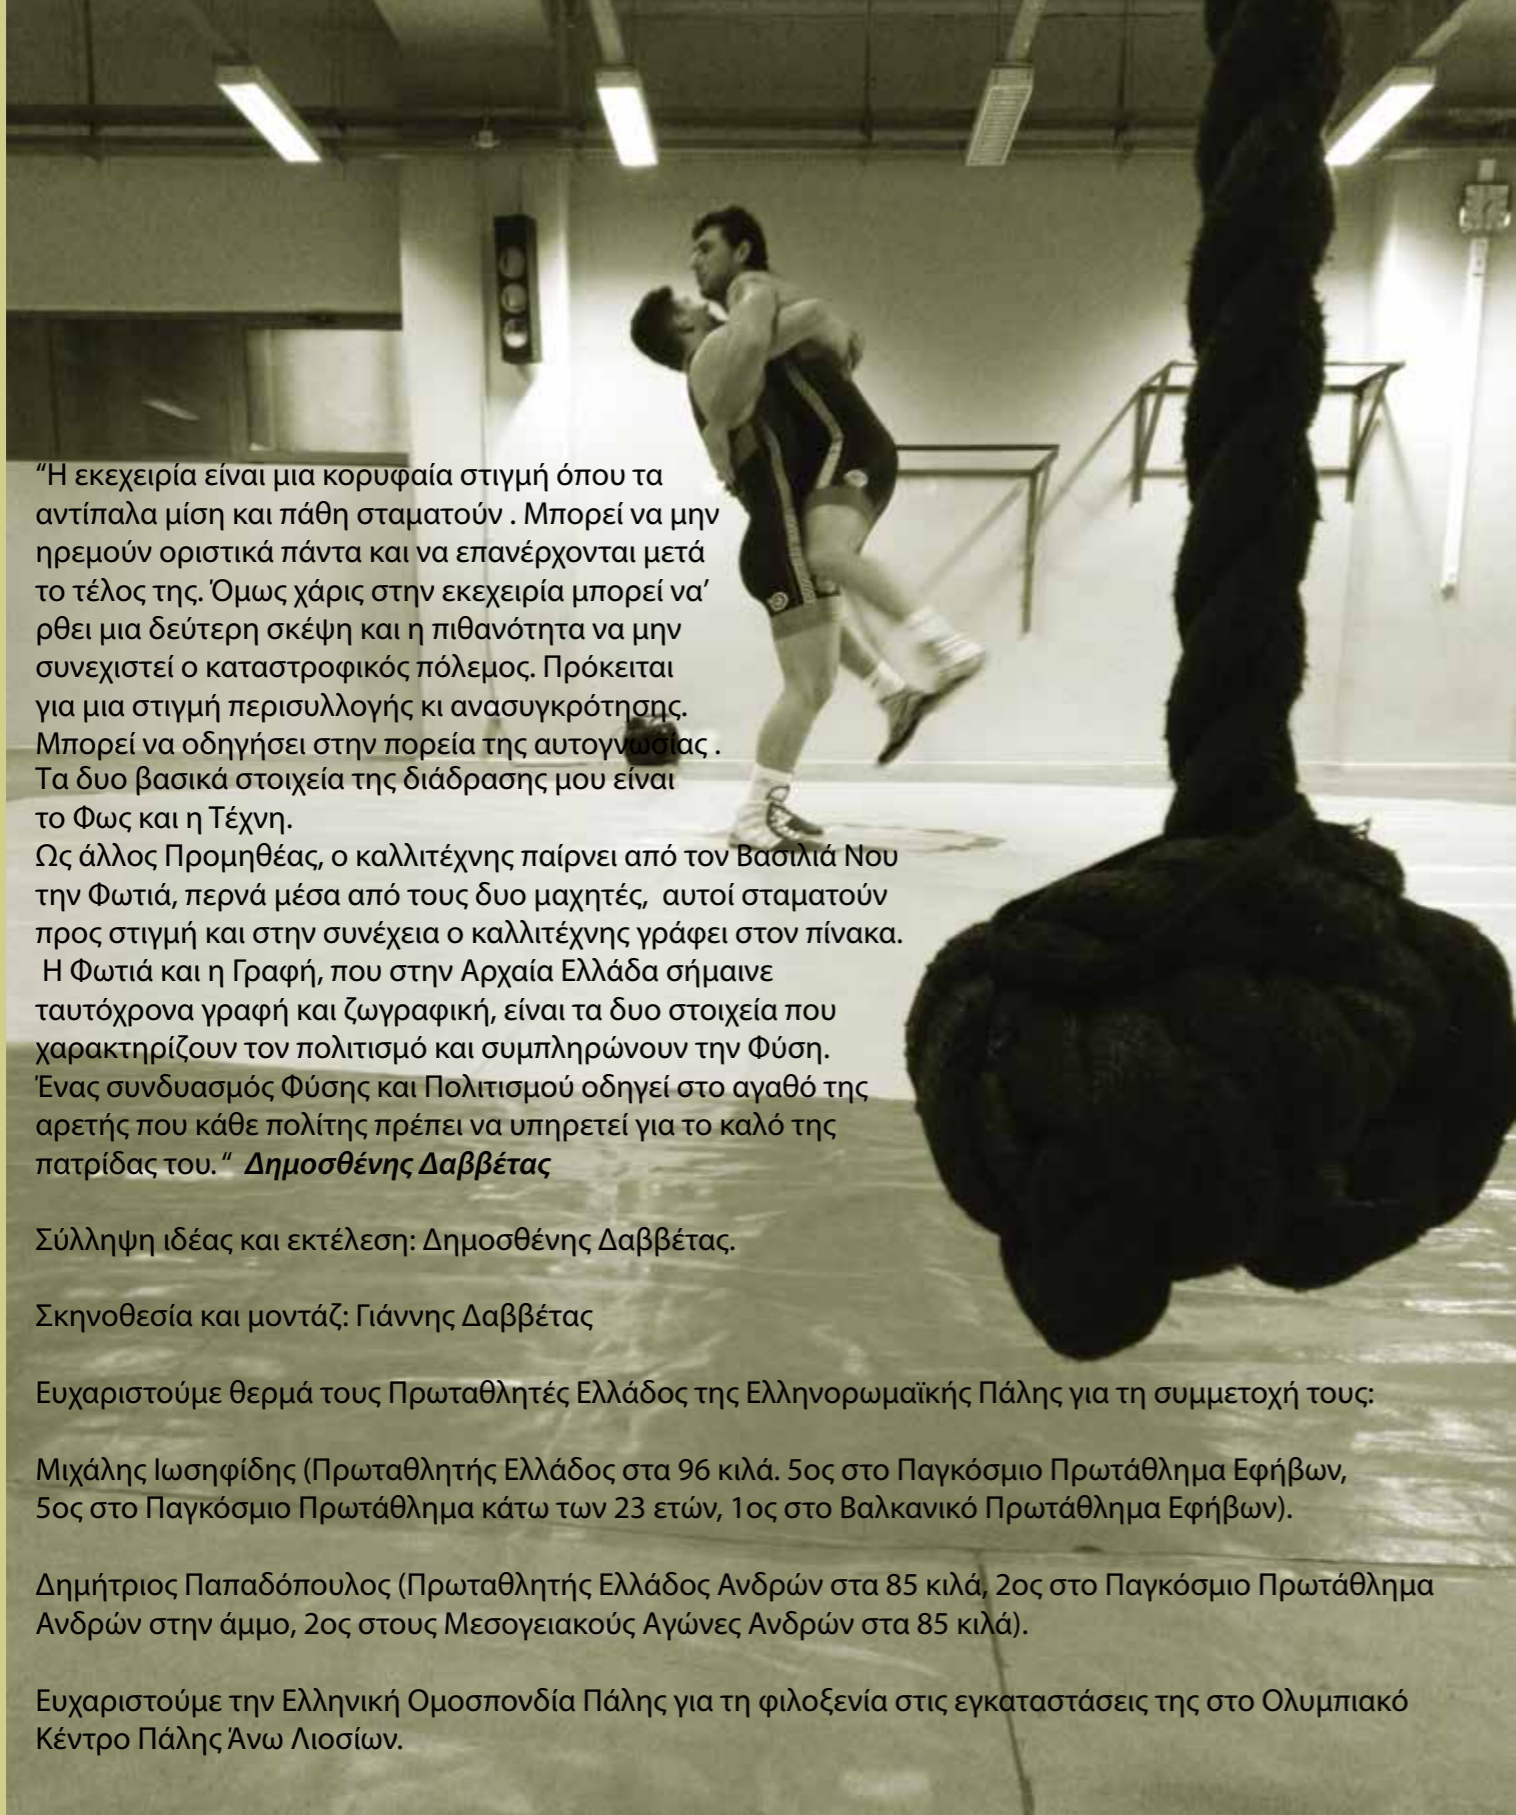 “Η εκεχειρία είναι μια κορυφαία στιγμή όπου τα
αντίπαλα μίση και πάθη σταματούν . Μπορεί να μην
ηρεμούν οριστικά πάντα και να επανέρχονται μετά
το τέλος της. Όμως χάρις στην εκεχειρία μπορεί να’
ρθει μια δεύτερη σκέψη και η πιθανότητα να μην
συνεχιστεί ο καταστροφικός πόλεμος. Πρόκειται
για μια στιγμή περισυλλογής κι ανασυγκρότησης.
Μπορεί να οδηγήσει στην πορεία της αυτογνωσίας .
Τα δυο βασικά στοιχεία της διάδρασης μου είναι
το Φως και η Τέχνη.
Ως άλλος Προμηθέας, ο καλλιτέχνης παίρνει από τον Βασιλιά Νου
την Φωτιά, περνά μέσα από τους δυο μαχητές, αυτοί σταματούν
προς στιγμή και στην συνέχεια ο καλλιτέχνης γράφει στον πίνακα.
Η Φωτιά και η Γραφή, που στην Αρχαία Ελλάδα σήμαινε
ταυτόχρονα γραφή και ζωγραφική, είναι τα δυο στοιχεία που
χαρακτηρίζουν τον πολιτισμό και συμπληρώνουν την Φύση.
Ένας συνδυασμός Φύσης και Πολιτισμού οδηγεί στο αγαθό της
αρετής που κάθε πολίτης πρέπει να υπηρετεί για το καλό της
πατρίδας του. “ Δημοσθένης Δαββέτας
Σύλληψη ιδέας και εκτέλεση: Δημοσθένης Δαββέτας.
Σκηνοθεσία και μοντάζ: Γιάννης Δαββέτας
Ευχαριστούμε θερμά τους Πρωταθλητές Ελλάδος της Ελληνορωμαϊκής Πάλης για τη συμμετοχή τους:
Μιχάλης Ιωσηφίδης (Πρωταθλητής Ελλάδος στα 96 κιλά. 5ος στο Παγκόσμιο Πρωτάθλημα Εφήβων,
5ος στο Παγκόσμιο Πρωτάθλημα κάτω των 23 ετών, 1ος στο Βαλκανικό Πρωτάθλημα Εφήβων).
Δημήτριος Παπαδόπουλος (Πρωταθλητής Ελλάδος Ανδρών στα 85 κιλά, 2ος στο Παγκόσμιο Πρωτάθλημα
Ανδρών στην άμμο, 2ος στους Μεσογειακούς Αγώνες Ανδρών στα 85 κιλά).
Ευχαριστούμε την Ελληνική Ομοσπονδία Πάλης για τη φιλοξενία στις εγκαταστάσεις της στο Ολυμπιακό
Κέντρο Πάλης Άνω Λιοσίων.